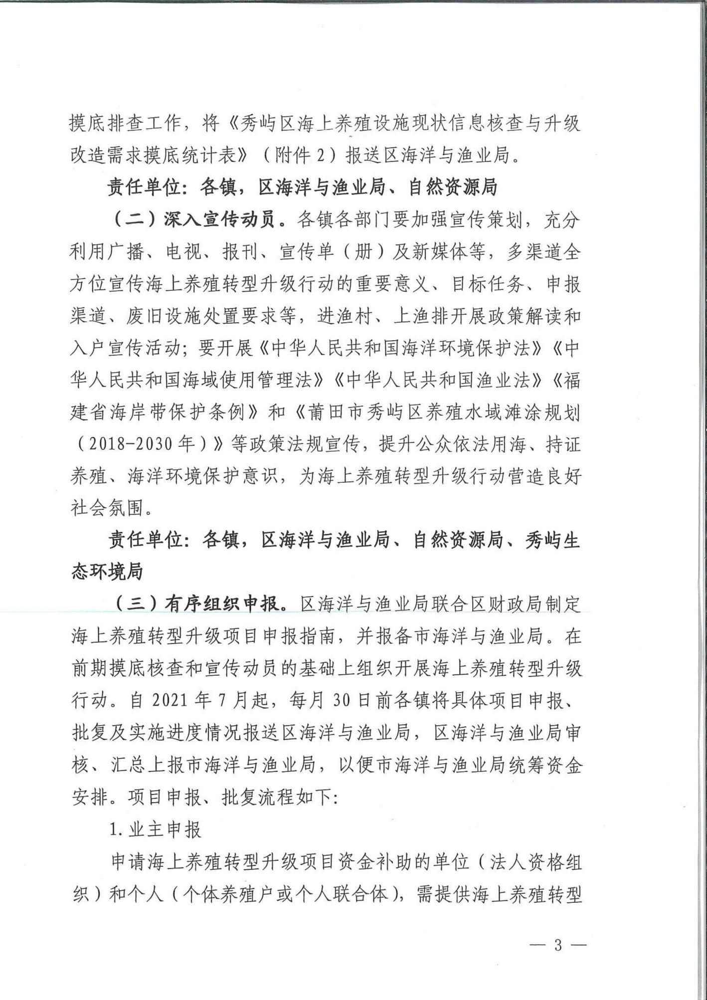 摸底排查工作，将《秀屿区海上养殖设施现状信息核查与升级
改造需求摸底统计表》（附件2）报送区海洋与渔业局。
责任单位：各镇，区海洋与渔业局、自然资源局
（二）深入宣传动员。各镇各部门要加强宣传策划，充分
利用广播、电视、报刊、宣传单（册）及新媒体等，多渠道全
方位宣传海上养殖转型升级行动的重要意义、目标任务、申报
渠道、废旧设施处置要求等，进渔村、上渔排开展政策解读和
入户宣传活动；要开展《中华人民共和国海洋环境保护法》《中
华人民共和国海域使用管理法》《中华人民共和国渔业法》《福
建省海岸带保护条例》和《莆田市秀屿区养殖水域滩涂规划
（2018-2030年）》等政策法规宣传，提升公众依法用海、持证
养殖、海洋环境保护意识，为海上养殖转型升级行动营造良好
社会氛围。
责任单位：各镇，区海洋与渔业局、自然资源局、秀屿生
态环境局
（三）有序组织申报。区海洋与渔业局联合区财政局制定
海上养殖转型升级项目申报指南，并报备市海洋与渔业局。在
前期摸底核查和宣传动员的基础上组织开展海上养殖转型升级
行动。自2021年7月起，每月30日前各镇将具体项目申报、
批复及实施进度情况报送区海洋与渔业局，区海洋与渔业局审
核、汇总上报市海洋与渔业局，以便市海洋与渔业局统筹资金
安排。项目申报、批复流程如下：
1.业主申报
申请海上养殖转型升级项目资金补助的单位（法人资格组
织）和个人（个体养殖户或个人联合体），需提供海上养殖转型
— 3 —